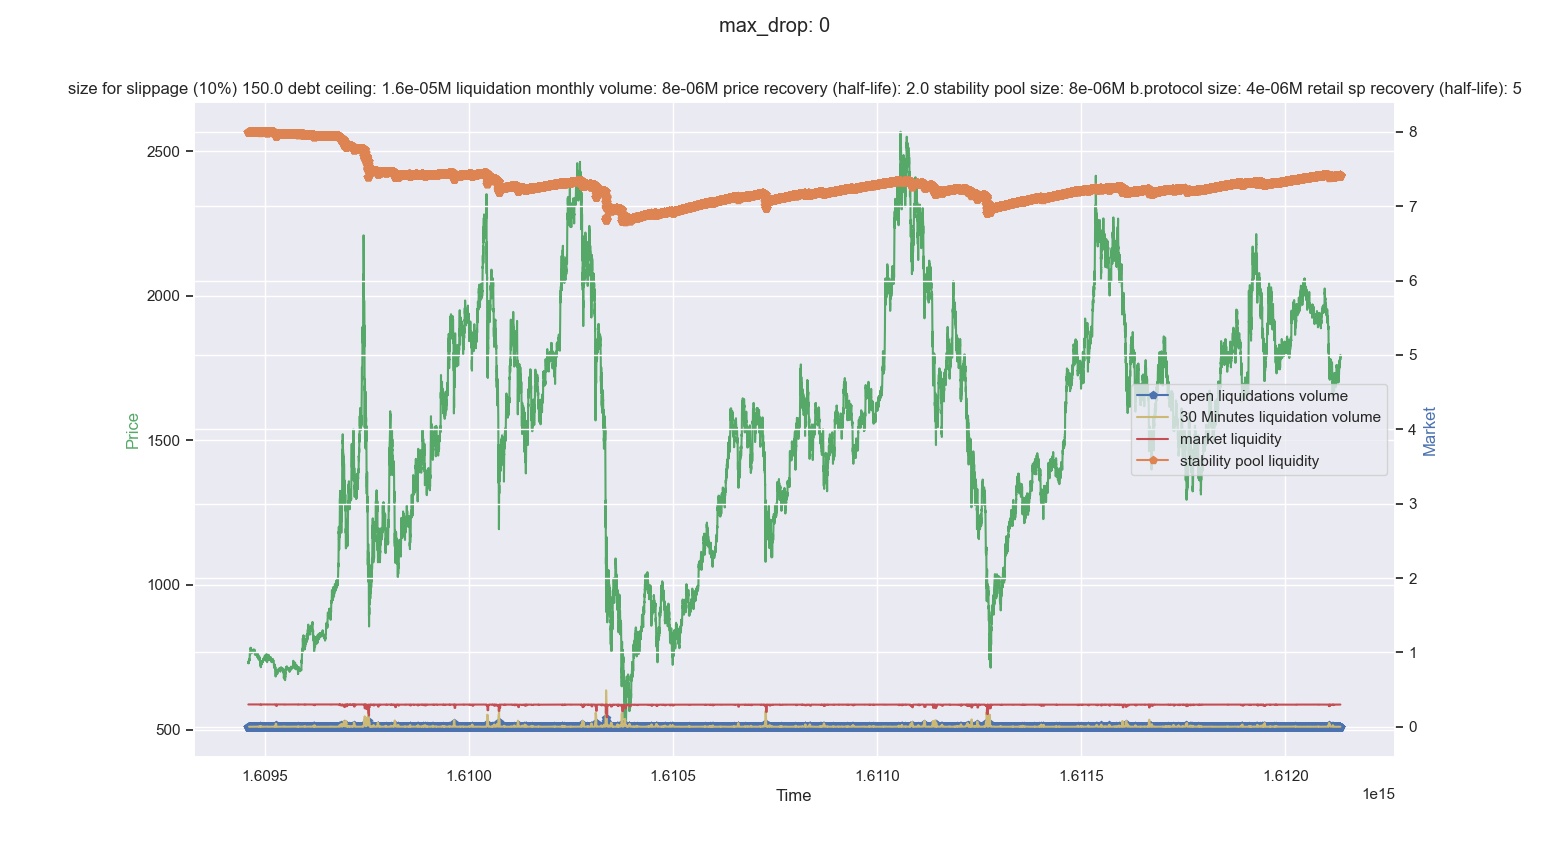 max_drop: 0
size for slippage (10%) 150.0 debt ceiling: 1.6e-05M liquidation monthly volume: 8e-06M price recovery (half-life): 2.0 stability pool size: 8e-06M b.protocol size: 4e-06M retail sp recovery (half-life): 5
2500
2000
1500
1000
500
Price
8
7
6
5
4
3
2
1
0
Market
open liquidations volume
30 Minutes liquidation volume
market liquidity
stability pool liquidity
1.6095
1.6100
1.6105
1.6110
1.6115
1.6120
1e15
Time